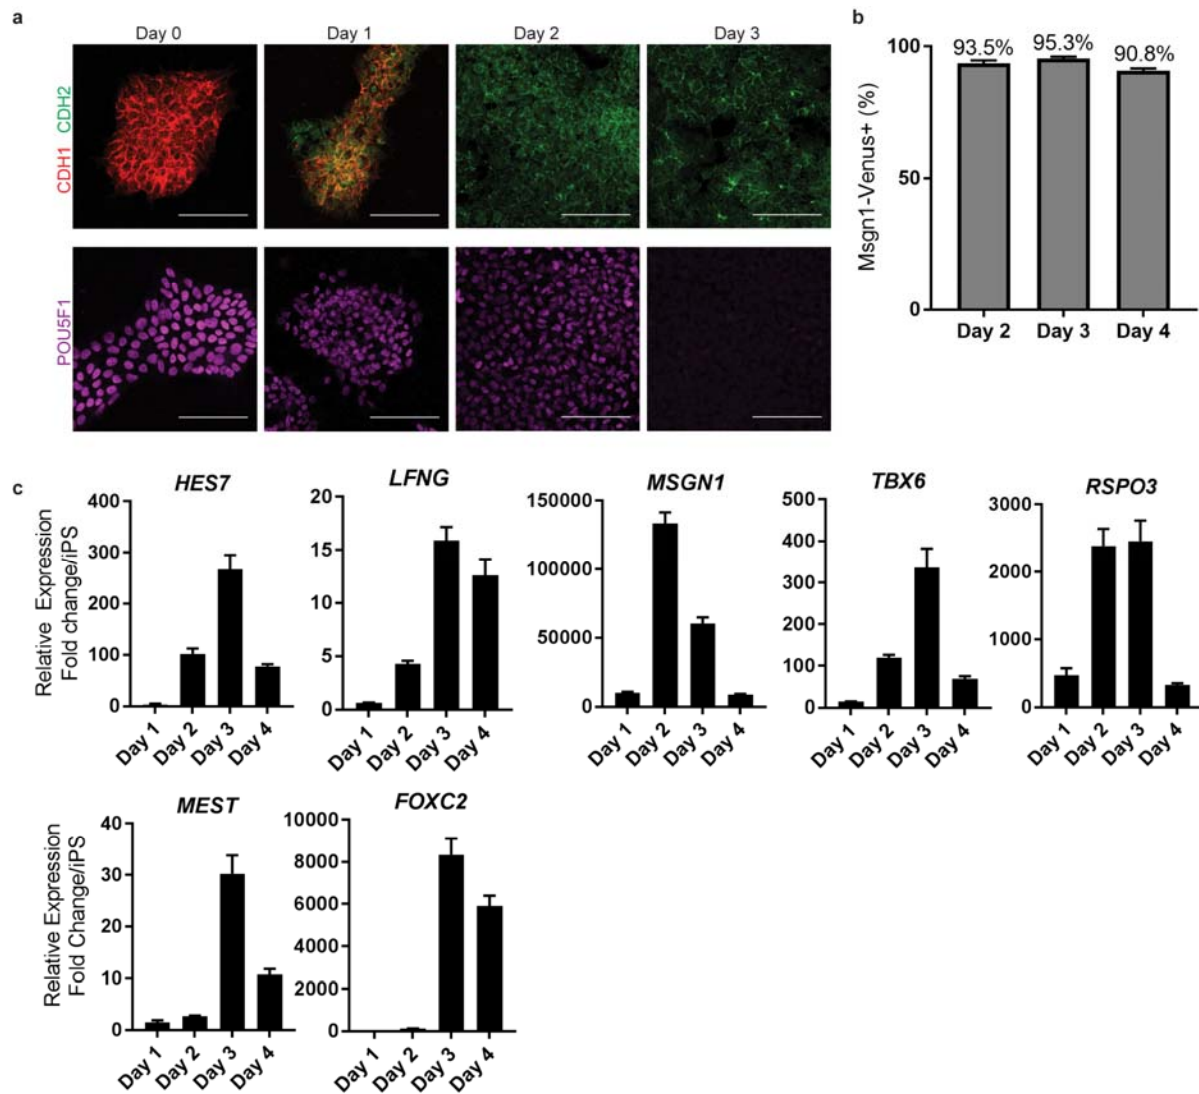 a
Day 0 Day 1 Day 2 Day 3
CDH1 CDH2
POU5F1
b
Msgn1-Venus+ (%)
100
50
0
93.5% 95.3% 90.8%
Day 2 Day 3 Day 4
c
Relative Expression
Fold change/iPS
HES7
400
300
200
100
0
Day 1 Day 2 Day 3 Day 4
LFNG
20
15
10
5
0
Day 1 Day 2 Day 3 Day 4
MSGN1
150000
100000
50000
0
Day 1 Day 2 Day 3 Day 4
TBX6
500
400
300
200
100
0
Day 1 Day 2 Day 3 Day 4
RSPO3
3000
2000
1000
0
Day 1 Day 2 Day 3 Day 4
Relative Expression
Fold Change/iPS
MEST
40
30
20
10
0
Day 1 Day 2 Day 3 Day 4
FOXC2
10000
8000
6000
4000
2000
0
Day 1 Day 2 Day 3 Day 4